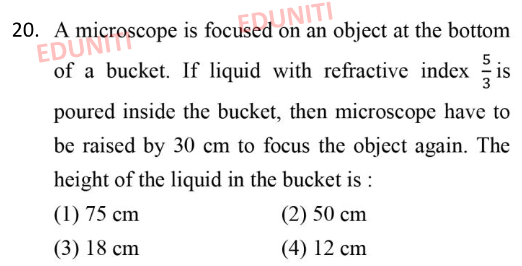 EDUNITI
20. A microscope is focused on an object at the bottom
EDUNITI
of a bucket. If liquid with refractive index 5/3 is
poured inside the bucket, then microscope have to
be raised by 30 cm to focus the object again. The
height of the liquid in the bucket is :
(1) 75 cm (2) 50 cm
(3) 18 cm (4) 12 cm